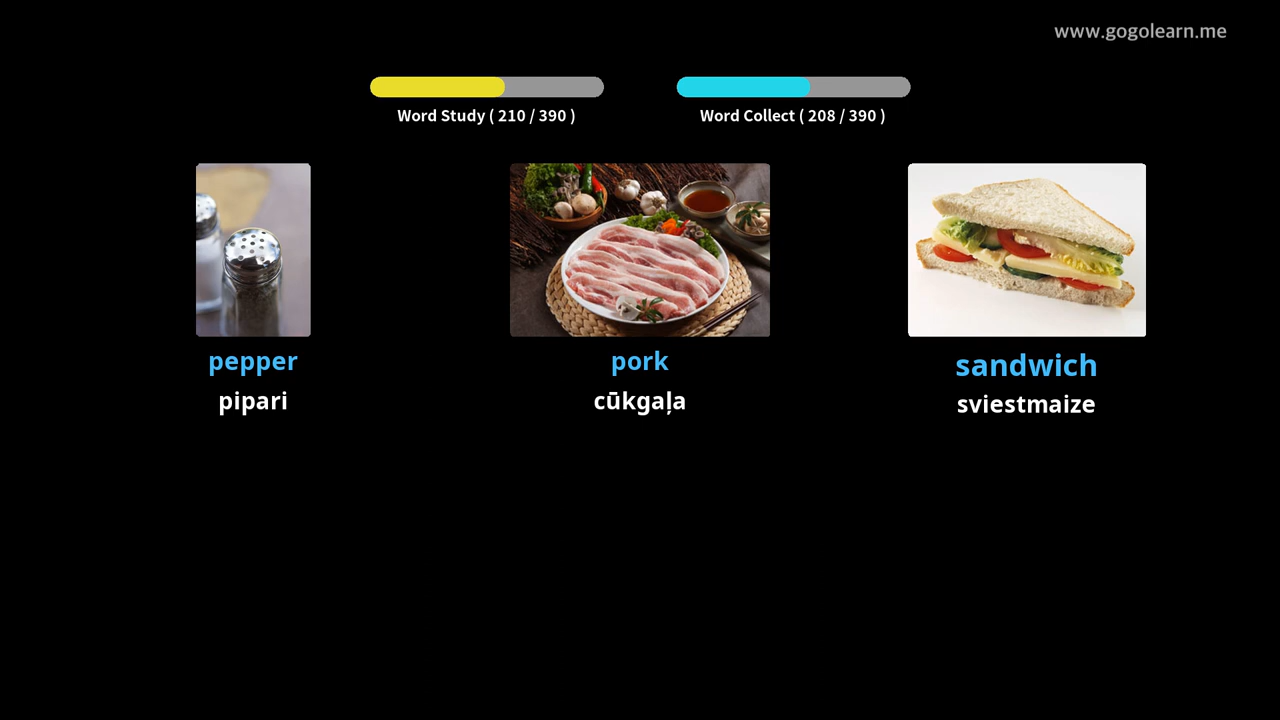 www.gogolearn.me
Word Study ( 210 / 390 )
Word Collect ( 208 / 390 )
pepper
pipari
pork
cūkgaļa
sandwich
sviestmaize